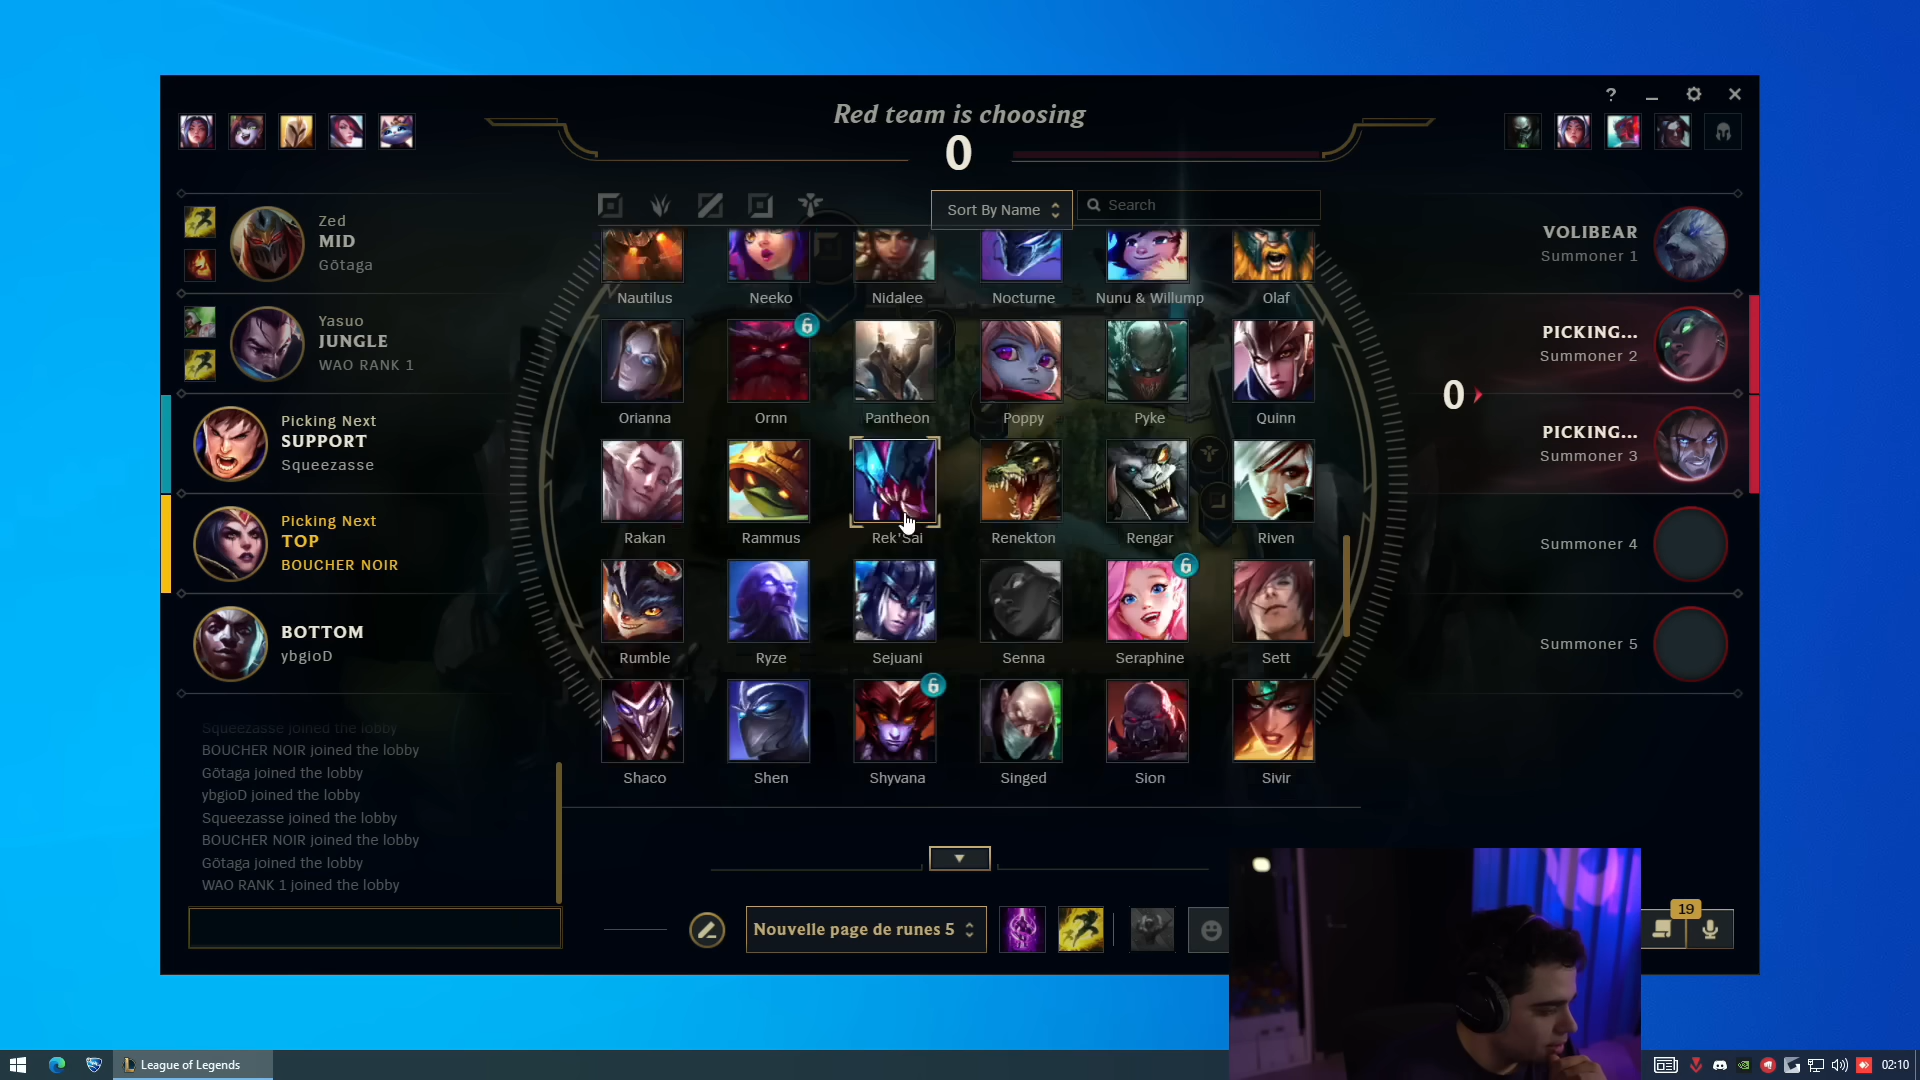 Red team is choosing
0
?
Sort By Name
Search
Zed
MID
Gōtaga
Yasuo
JUNGLE
WAO RANK 1
Picking Next
SUPPORT
Squeezasse
Picking Next
TOP
BOUCHER NOIR
BOTTOM
ybgioD
Nautilus
Neeko
Nidalee
Nocturne
Nunu & Willump
Olaf
6
Orianna
Ornn
Pantheon
Poppy
Pyke
Quinn
Rakan
Rammus
Rek'Sai
Renekton
Rengar
Riven
6
Rumble
Ryze
Sejuani
Senna
Seraphine
Sett
6
Shaco
Shen
Shyvana
Singed
Sion
Sivir
VOLIBEAR
Summoner 1
PICKING...
Summoner 2
0
PICKING...
Summoner 3
Summoner 4
Summoner 5
Squeezasse joined the lobby
BOUCHER NOIR joined the lobby
Gōtaga joined the lobby
ybgioD joined the lobby
Squeezasse joined the lobby
BOUCHER NOIR joined the lobby
Gōtaga joined the lobby
WAO RANK 1 joined the lobby
Nouvelle page de runes 5
19
League of Legends
02:10